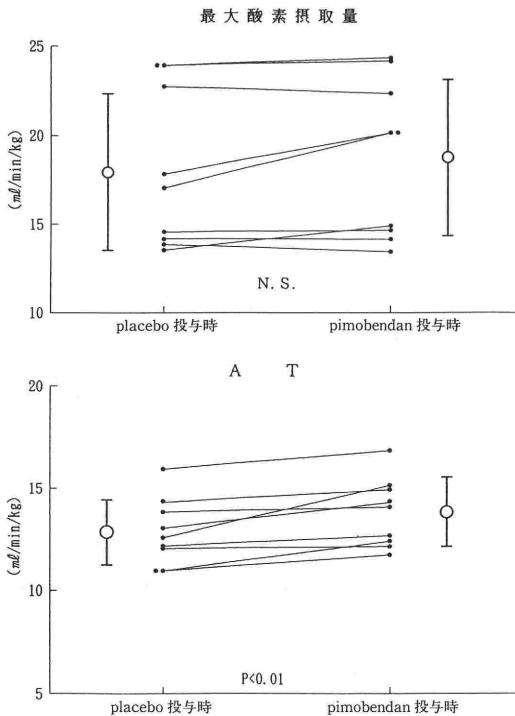 最大酸素摂取量
25
20
15
10
(mℓ/min/kg)
N.S.
placebo 投与時 pimobendan 投与時
A T
20
15
10
5
(mℓ/min/kg)
P<0.01
placebo 投与時 pimobendan 投与時